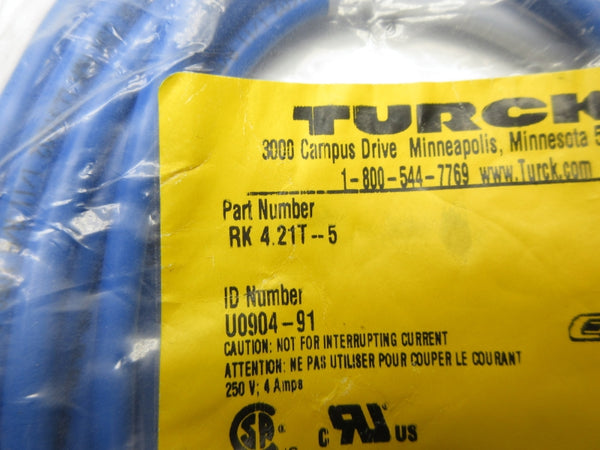 TURCK
3000 Campus Drive Minneapolis, Minnesota 5
1-800-544-7769 www.Turck.com
Part Number
RK 4.21T--5
ID Number
U0904-91
CAUTION: NOT FOR INTERRUPTING CURRENT
ATTENTION: NE PAS UTILISER POUR COUPER LE COURANT
250 V; 4 Amps
C US